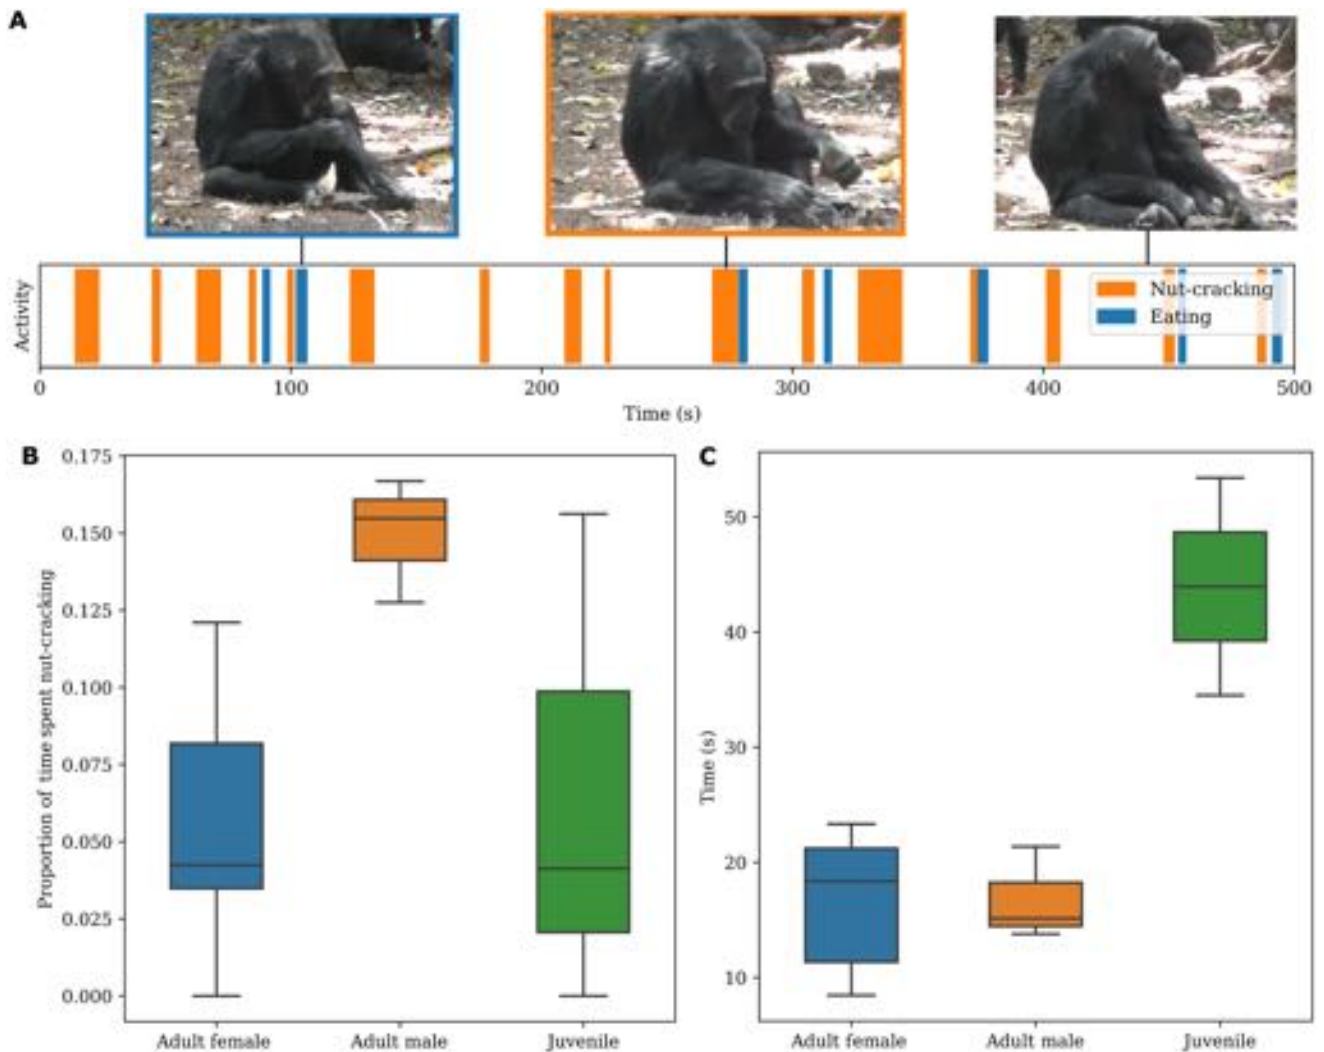 A
Activity
Nut-cracking
Eating
0 100 200 300 400 500
Time (s)
B
Proportion of time spent nut-cracking
0.175
0.150
0.125
0.100
0.075
0.050
0.025
0.000
Adult female Adult male Juvenile
C
Time (s)
50
40
30
20
10
Adult female Adult male Juvenile